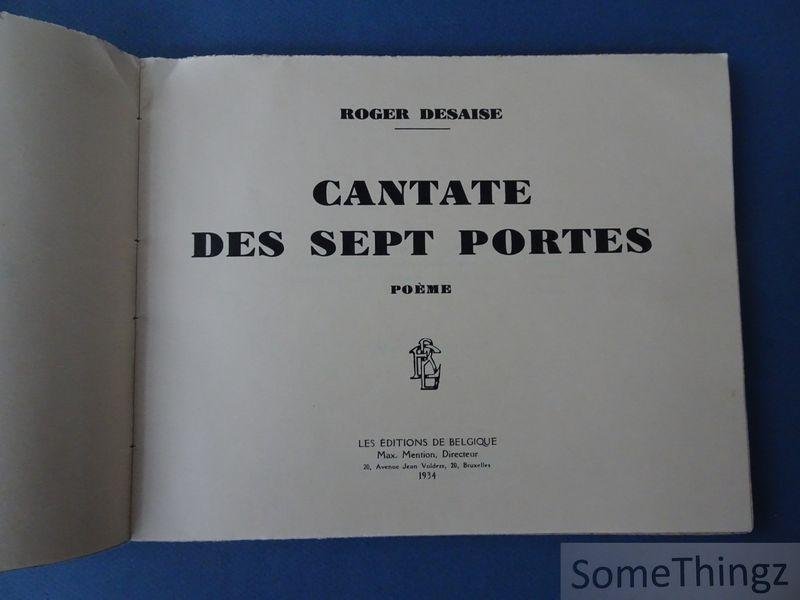 ROGER DESAISE
CANTATE
DES SEPT PORTES
POÈME
LES ÉDITIONS DE BELGIQUE
Max. Mention, Directeur
20, Avenue Jean Volders, 20, Bruxelles
1934
SomeThingz